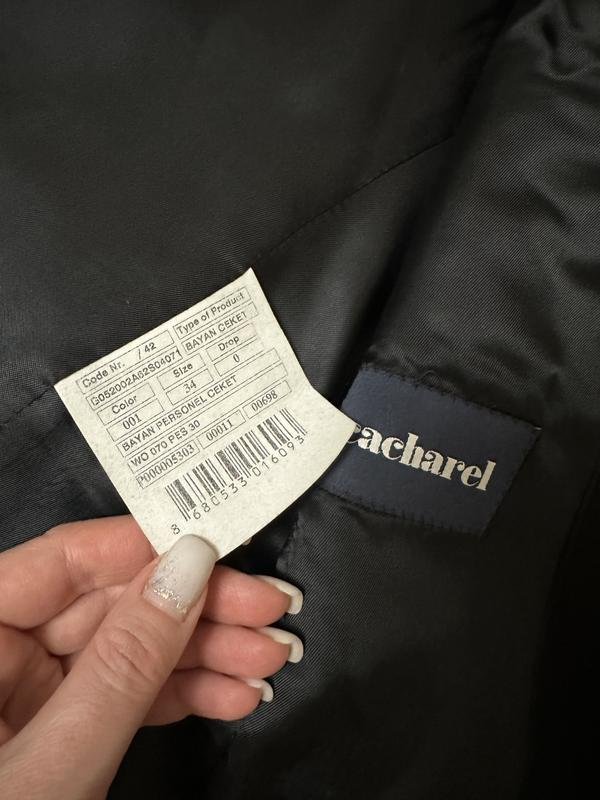 Code Nr. / 42 Type of Product
G052002A62S04071 BAYAN CEKET
Color Size Drop
001 34 0
BAYAN PERSONEL CEKET
WO 070 PES 30
P000005303 00011 00698
8 680533 016093
cacharel